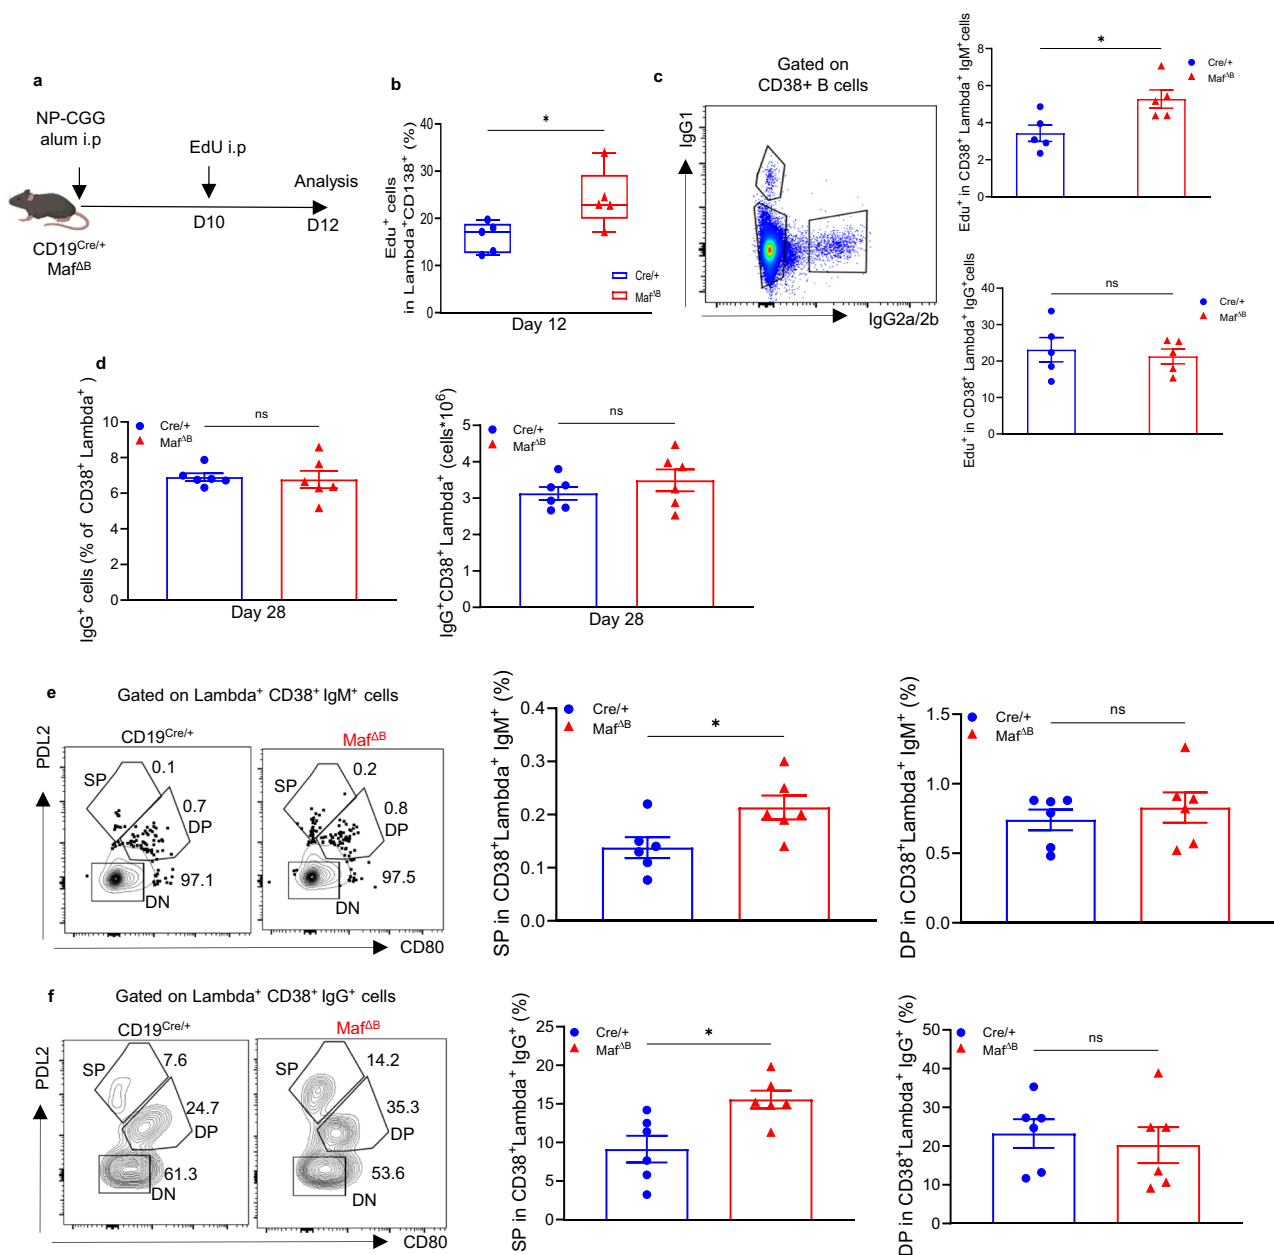 a
NP-CGG
alum i.p
EdU i.p
Analysis
D10
D12
CD19Cre/+
MafΔB
b
Edu+ cells
in Lambda+CD138+ (%)
40
30
20
10
0
*
Cre/+
MafΔB
Day 12
c
Gated on
CD38+ B cells
IgG1
IgG2a/2b
Edu+ in CD38+ Lambda+ IgM+cells
8
6
4
2
0
*
Cre/+
MafΔB
Edu+ in CD38+ Lambda+ IgG+cells
40
30
20
10
0
ns
Cre/+
MafΔB
d
IgG+ cells (% of CD38+ Lambda+ )
10
8
6
4
2
0
Cre/+
MafΔB
ns
Day 28
IgG+CD38+ Lambda+ (cells*106)
5
4
3
2
1
0
Cre/+
MafΔB
ns
Day 28
e
Gated on Lambda+ CD38+ IgM+ cells
CD19Cre/+
MafΔB
PDL2
SP
0.1
0.7
DP
97.1
DN
SP
0.2
0.8
DP
97.5
DN
CD80
SP in CD38+Lambda+ IgM+ (%)
0.4
0.3
0.2
0.1
0.0
Cre/+
MafΔB
*
DP in CD38+Lambda+ IgM+ (%)
1.5
1.0
0.5
0.0
Cre/+
MafΔB
ns
f
Gated on Lambda+ CD38+ IgG+ cells
CD19Cre/+
MafΔB
PDL2
SP
7.6
24.7
DP
61.3
DN
SP
14.2
35.3
DP
53.6
DN
CD80
SP in CD38+Lambda+ IgG+ (%)
25
20
15
10
5
0
Cre/+
MafΔB
*
DP in CD38+Lambda+ IgG+ (%)
50
40
30
20
10
0
Cre/+
MafΔB
ns